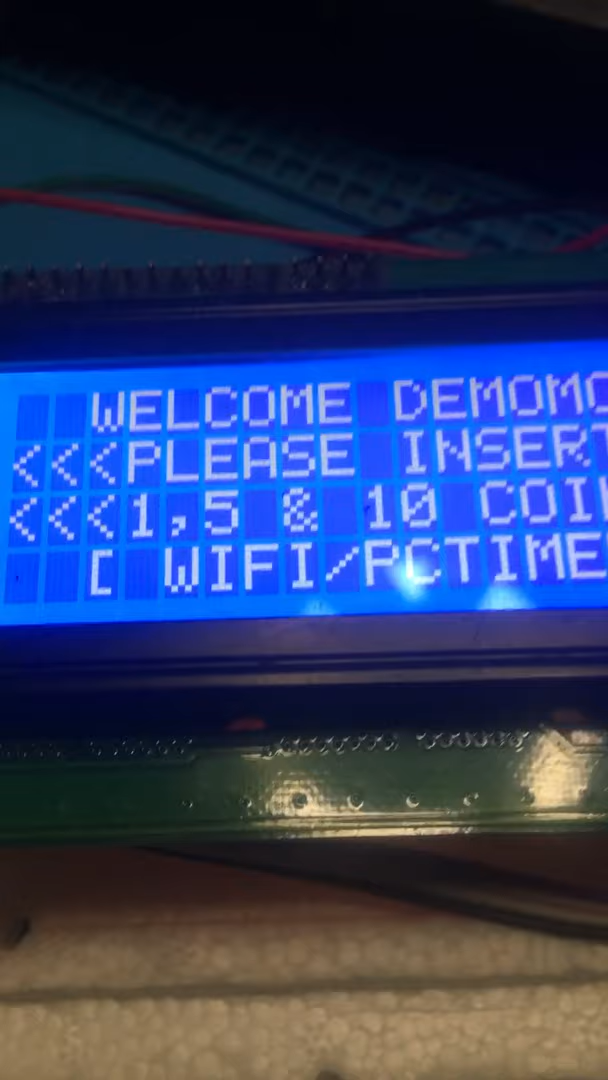 WELCOME DEMOMO
<<<PLEASE INSERT
<<<1,5 & 10 COI
[ WIFI/PCTIME